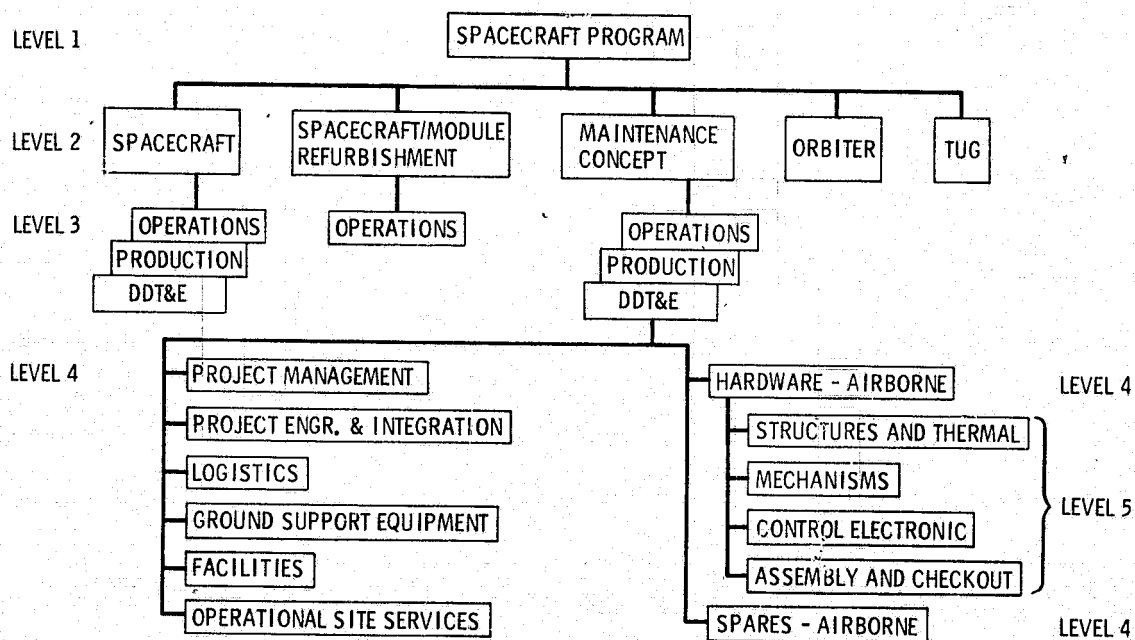 LEVEL 1
SPACECRAFT PROGRAM
LEVEL 2
SPACECRAFT
SPACECRAFT/MODULE
REFURBISHMENT
MAINTENANCE
CONCEPT
ORBITER
TUG
LEVEL 3
OPERATIONS
PRODUCTION
DDT&E
OPERATIONS
OPERATIONS
PRODUCTION
DDT&E
LEVEL 4
PROJECT MANAGEMENT
PROJECT ENGR. & INTEGRATION
LOGISTICS
GROUND SUPPORT EQUIPMENT
FACILITIES
OPERATIONAL SITE SERVICES
HARDWARE - AIRBORNE
LEVEL 4
STRUCTURES AND THERMAL
MECHANISMS
CONTROL ELECTRONIC
ASSEMBLY AND CHECKOUT
LEVEL 5
SPARES - AIRBORNE
LEVEL 4